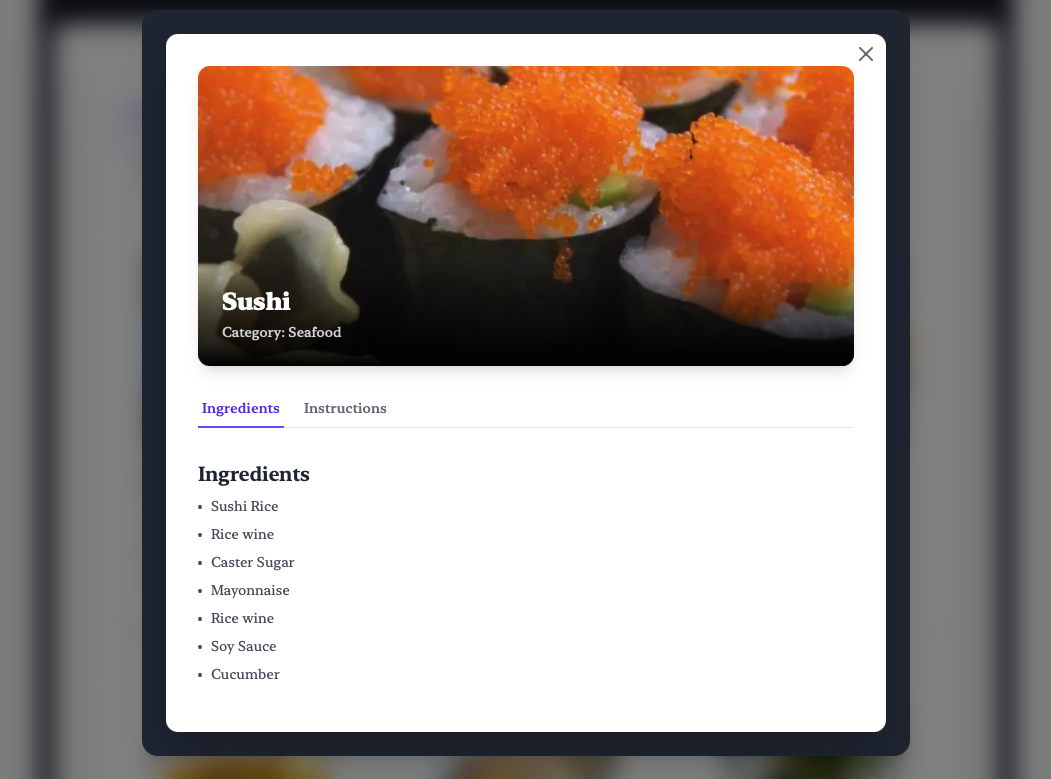 Sushi
Category: Seafood
Ingredients Instructions
Ingredients
• Sushi Rice
• Rice wine
• Caster Sugar
• Mayonnaise
• Rice wine
• Soy Sauce
• Cucumber